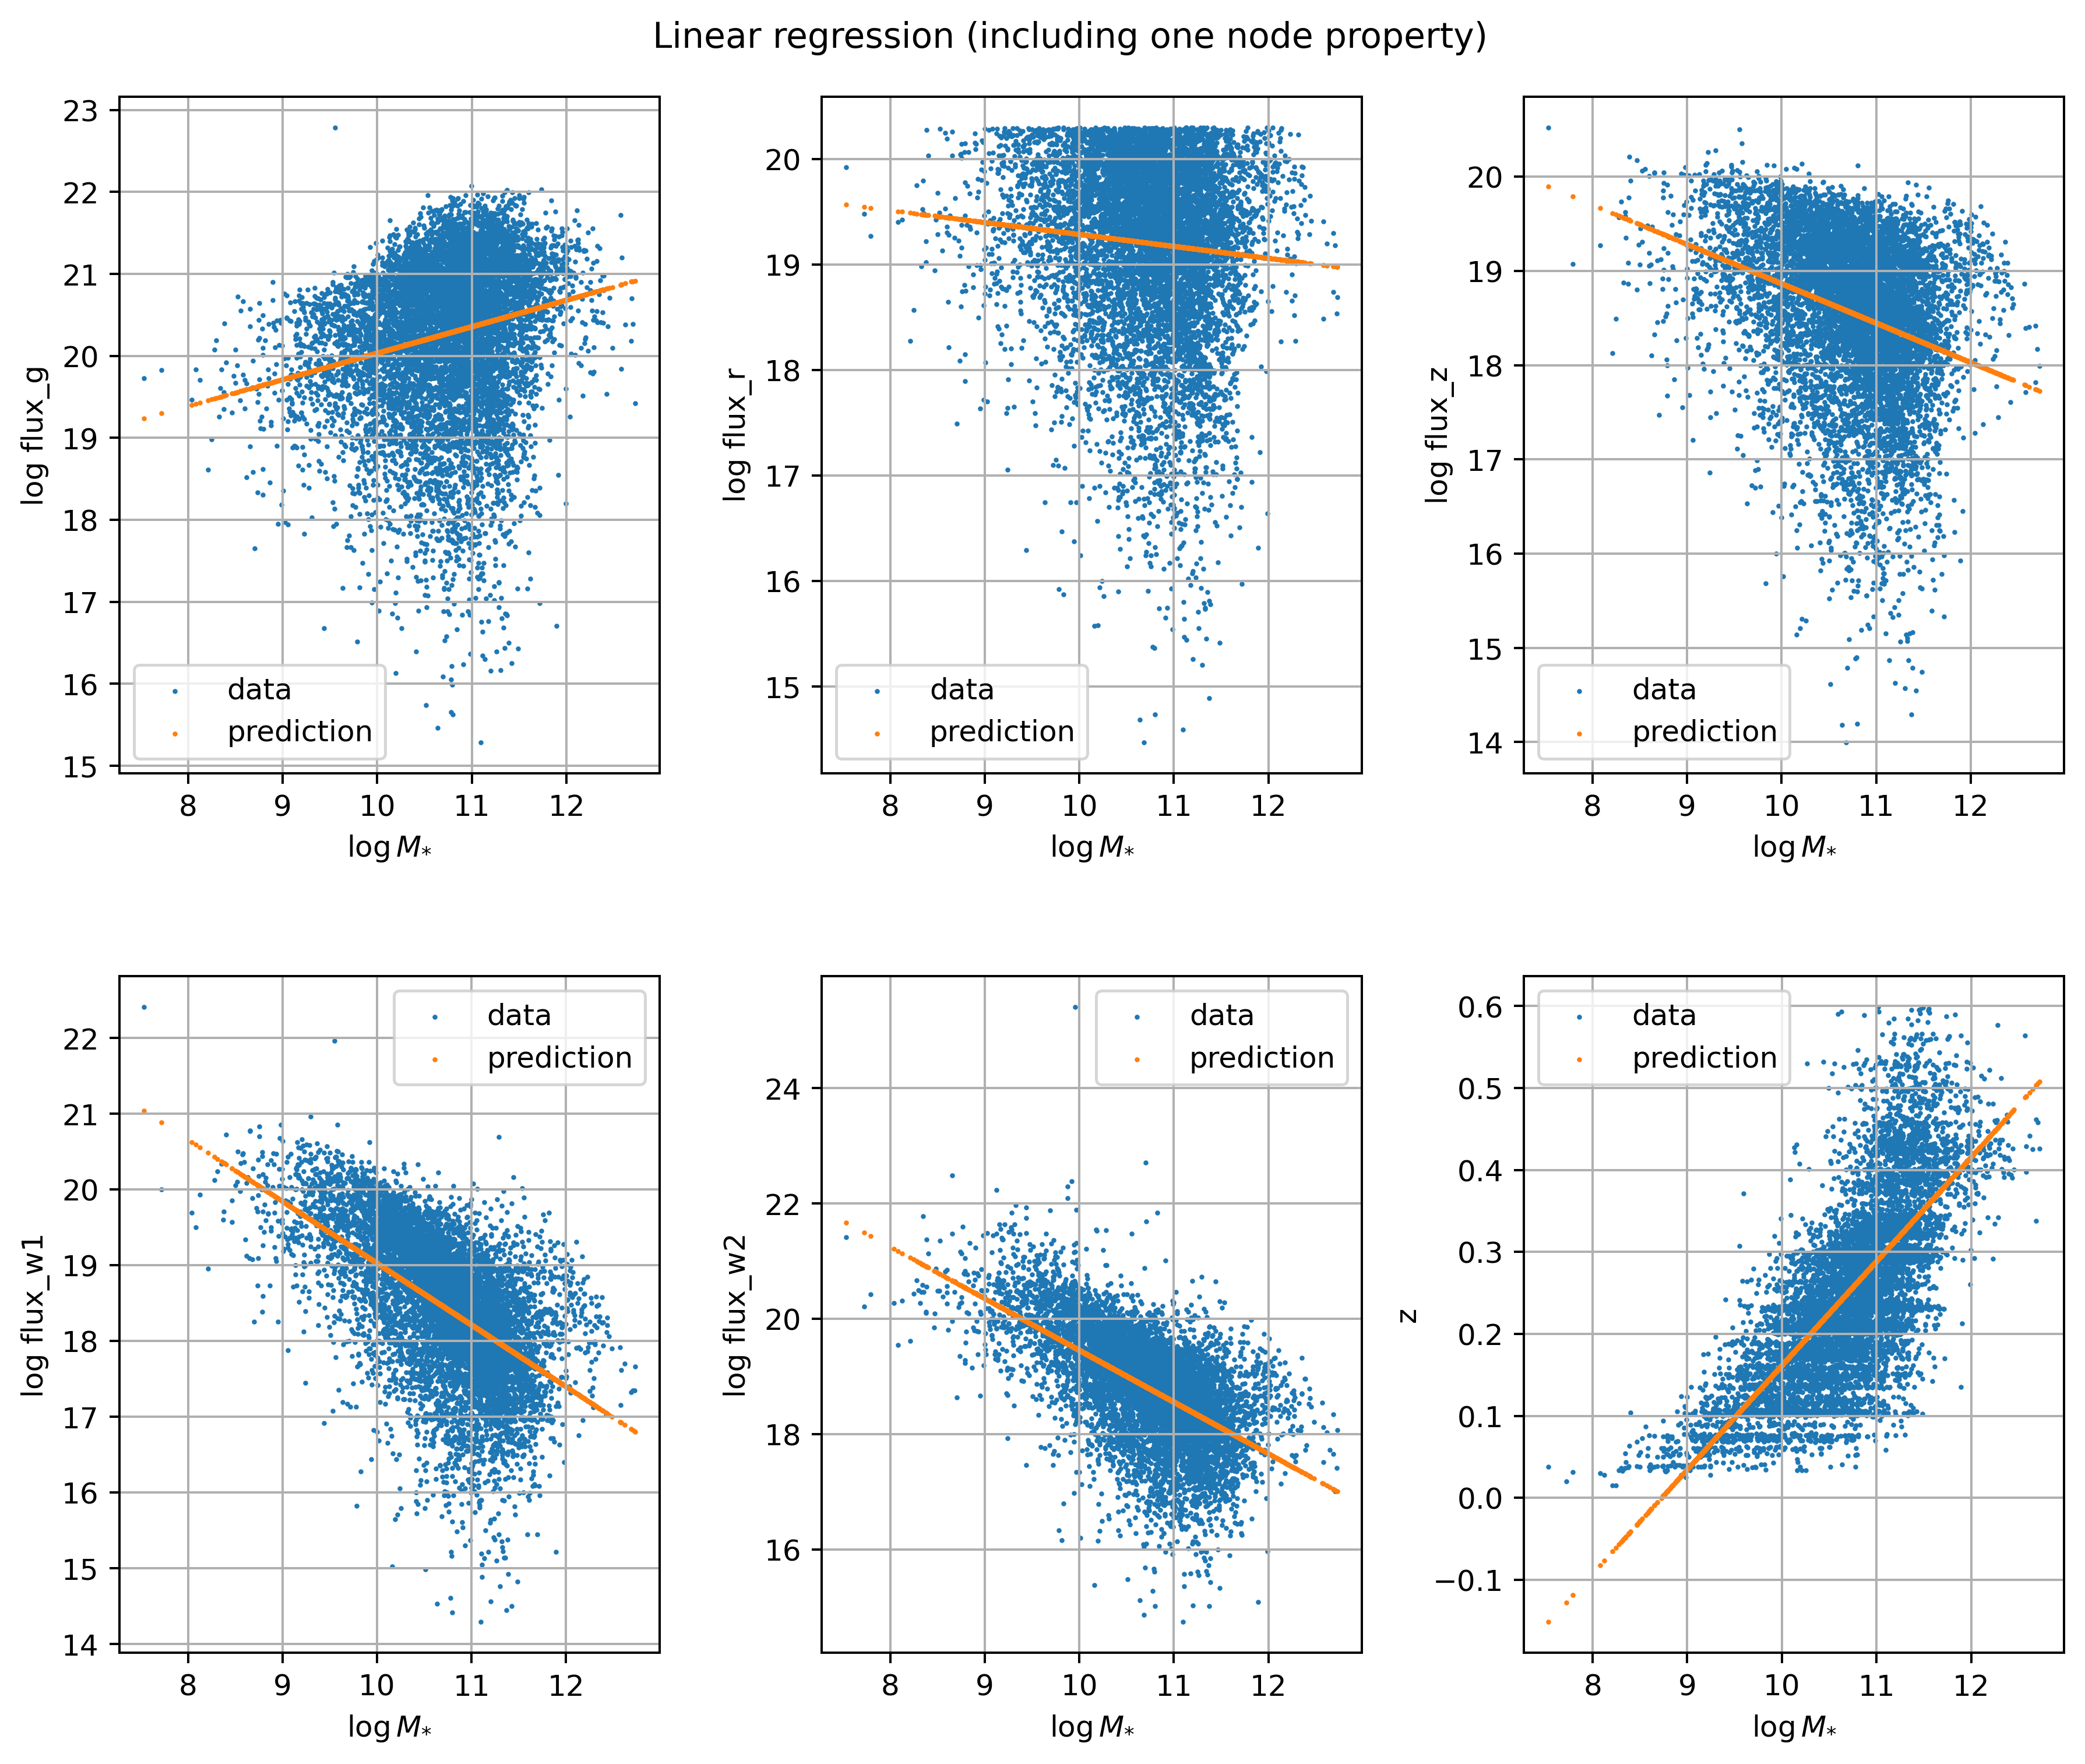 Linear regression (including one node property)
23
22
21
20
19
18
17
16
15
log flux_g
data
prediction
8 9 10 11 12
log M*
20
19
18
17
16
15
log flux_r
data
prediction
8 9 10 11 12
log M*
20
19
18
17
16
15
14
log flux_z
data
prediction
8 9 10 11 12
log M*
22
21
20
19
18
17
16
15
14
log flux_w1
data
prediction
8 9 10 11 12
log M*
24
22
20
18
16
log flux_w2
data
prediction
8 9 10 11 12
log M*
0.6
0.5
0.4
0.3
0.2
0.1
0.0
−0.1
z
data
prediction
8 9 10 11 12
log M*